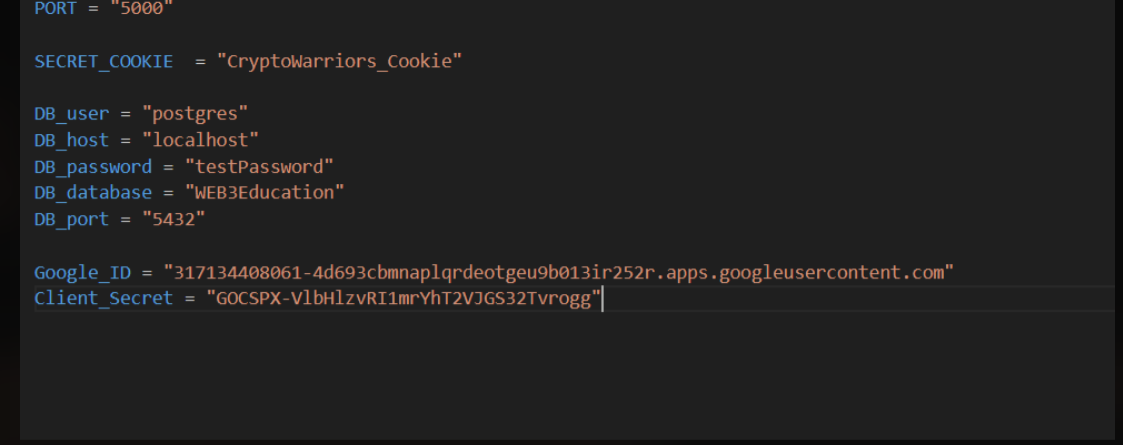 PORT = "5000"
SECRET_COOKIE = "CryptoWarriors_Cookie"
DB_user = "postgres"
DB_host = "localhost"
DB_password = "testPassword"
DB_database = "WEB3Education"
DB_port = "5432"
Google_ID = "317134408061-4d693cbmnaplqrdeotgeu9b013ir252r.apps.googleusercontent.com"
Client_Secret = "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"